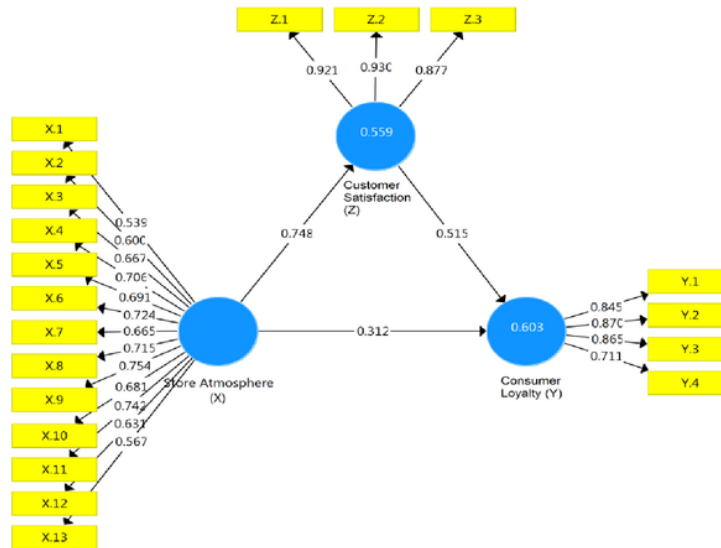 Z.1
Z.2
Z.3
0.921
0.930
0.877
0.559
Customer
Satisfaction
(Z)
X.1
X.2
X.3
X.4
X.5
X.6
X.7
X.8
X.9
X.10
X.11
X.12
X.13
0.539
0.600
0.667
0.706
0.691
0.724
0.665
0.715
0.754
0.681
0.742
0.631
0.567
Store Atmosphere
(X)
0.748
0.515
0.312
0.603
Consumer
Loyalty (Y)
0.845
0.870
0.865
0.711
Y.1
Y.2
Y.3
Y.4